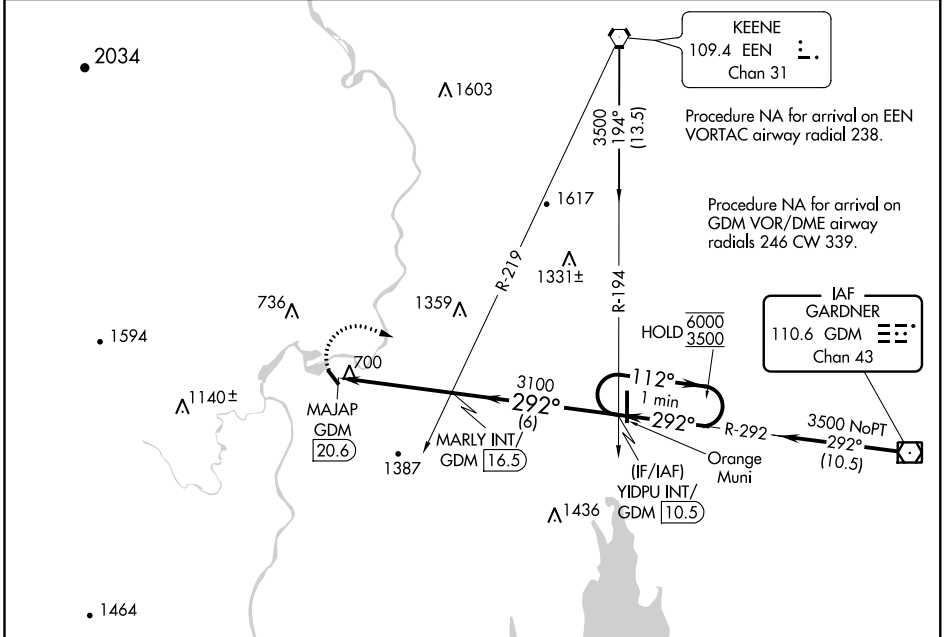 KEENE
109.4 EEN
Chan 31
2034
1603
3500
194°
(13.5)
Procedure NA for arrival on EEN
VORTAC airway radial 238.
1617
Procedure NA for arrival on
GDM VOR/DME airway
radials 246 CW 339.
R-219
1331±
R-194
736
1359
HOLD 6000
3500
IAF
GARDNER
110.6 GDM
Chan 43
1594
700
1140±
3100
292°
(6)
112°
1 min
292°
R-292
3500 NoPT
292°
(10.5)
MAJAP
GDM
20.6
MARLY INT/
GDM 16.5
1387
Orange
Muni
(IF/IAF)
YIDPU INT/
GDM 10.5
1436
1464